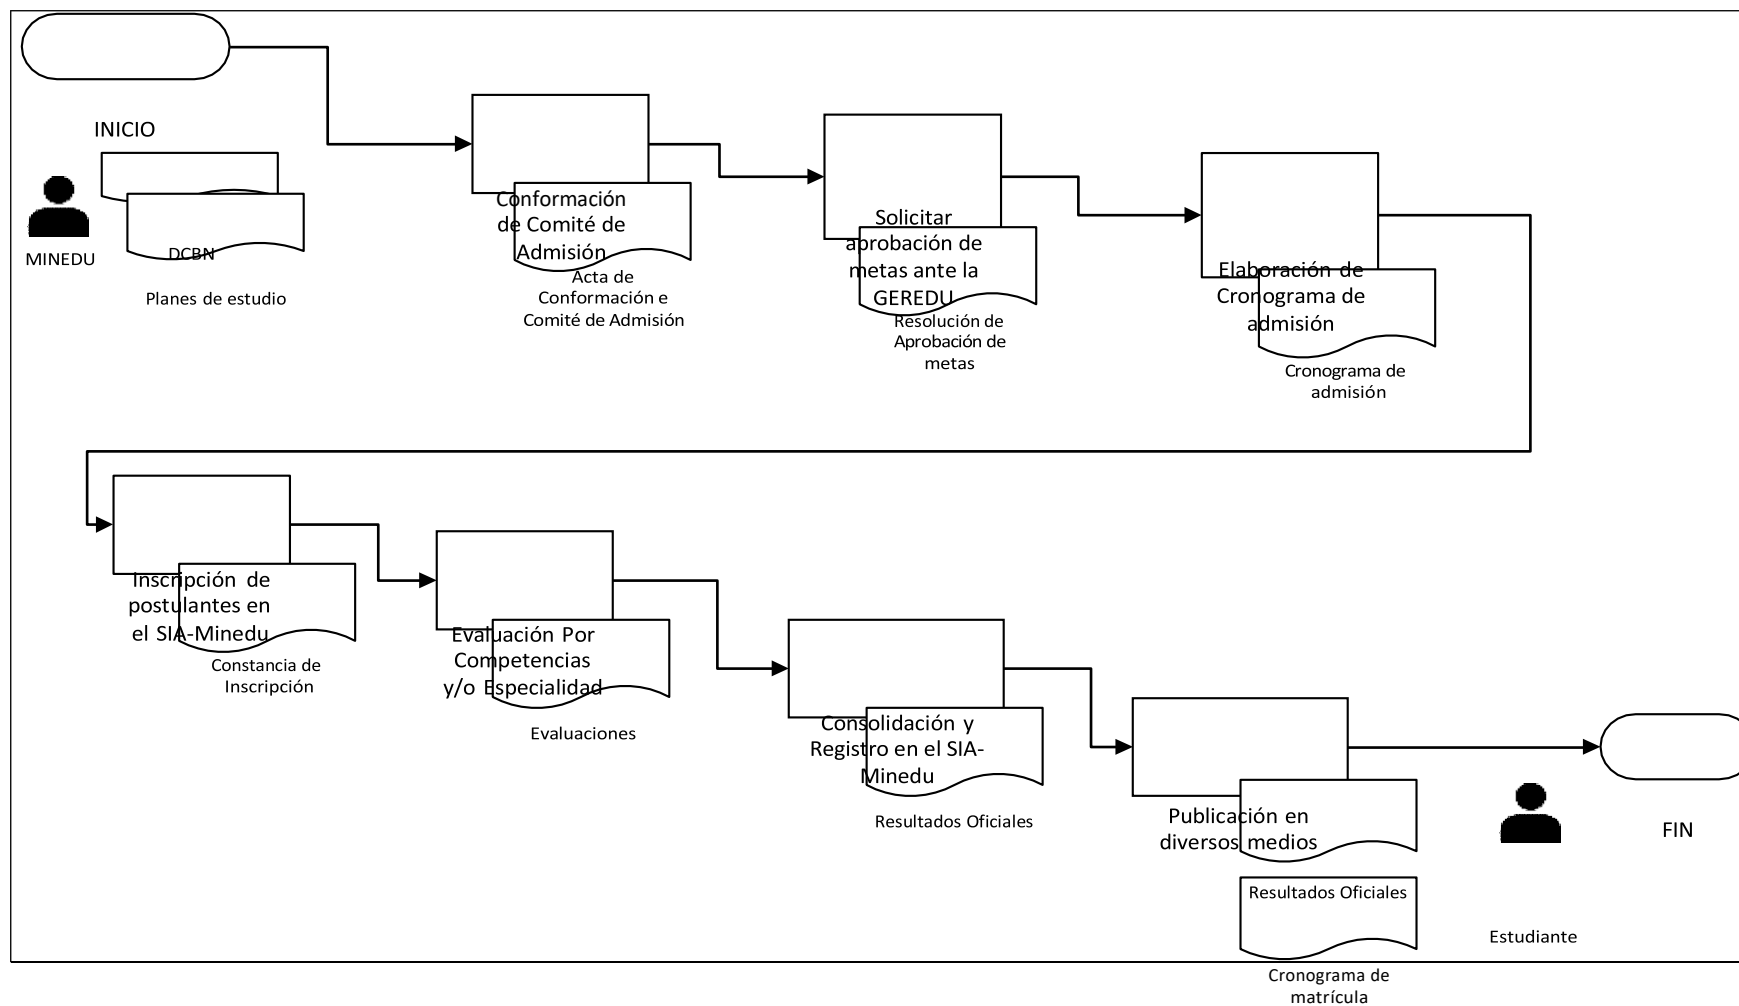 INICIO
MINEDU
DCBN
Planes de estudio
Conformación
de Comité de
Admisión
Acta de
Conformación e
Comité de Admisión
Solicitar
aprobación de
metas ante la
GEREDU
Resolución de
Aprobación de
metas
Elaboración de
Cronograma de
admisión
Cronograma de
admisión
Inscripción de
postulantes en
el SIA-Minedu
Constancia de
Inscripción
Evaluación Por
Competencias
y/o Especialidad
Evaluaciones
Consolidación y
Registro en el SIA-
Minedu
Resultados Oficiales
Publicación en
diversos medios
Resultados Oficiales
Cronograma de
matrícula
Estudiante
FIN